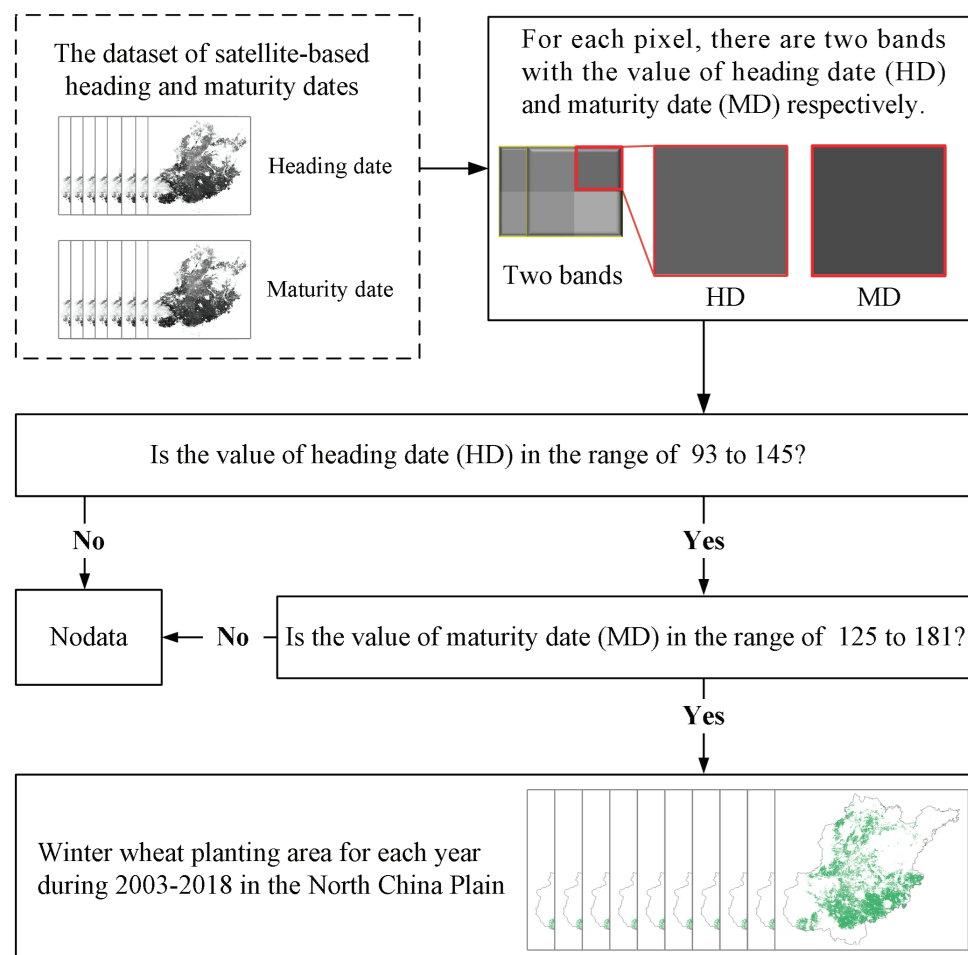 The dataset of satellite-based
heading and maturity dates
Heading date
Maturity date
For each pixel, there are two bands
with the value of heading date (HD)
and maturity date (MD) respectively.
Two bands
HD
MD
Is the value of heading date (HD) in the range of 93 to 145?
No
Yes
Nodata
No
Is the value of maturity date (MD) in the range of 125 to 181?
Yes
Winter wheat planting area for each year
during 2003-2018 in the North China Plain